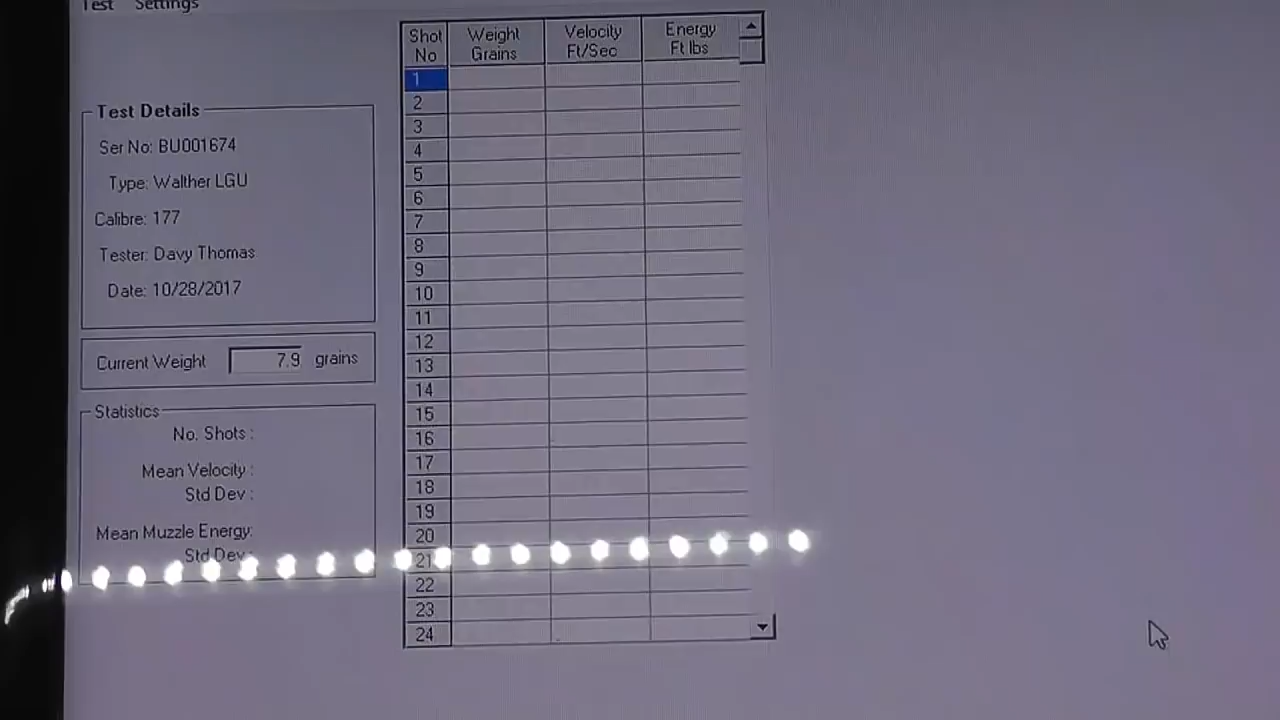 Test Settings
Test Details
Ser No: BU001674
Type: Walther LGU
Calibre: 177
Tester: Davy Thomas
Date: 10/28/2017
Current Weight 7.9 grains
Statistics
No. Shots :
Mean Velocity :
Std Dev :
Mean Muzzle Energy:
Std Dev :
Shot No Weight Grains Velocity Ft/Sec Energy Ft lbs
1
2
3
4
5
6
7
8
9
10
11
12
13
14
15
16
17
18
19
20
21
22
23
24